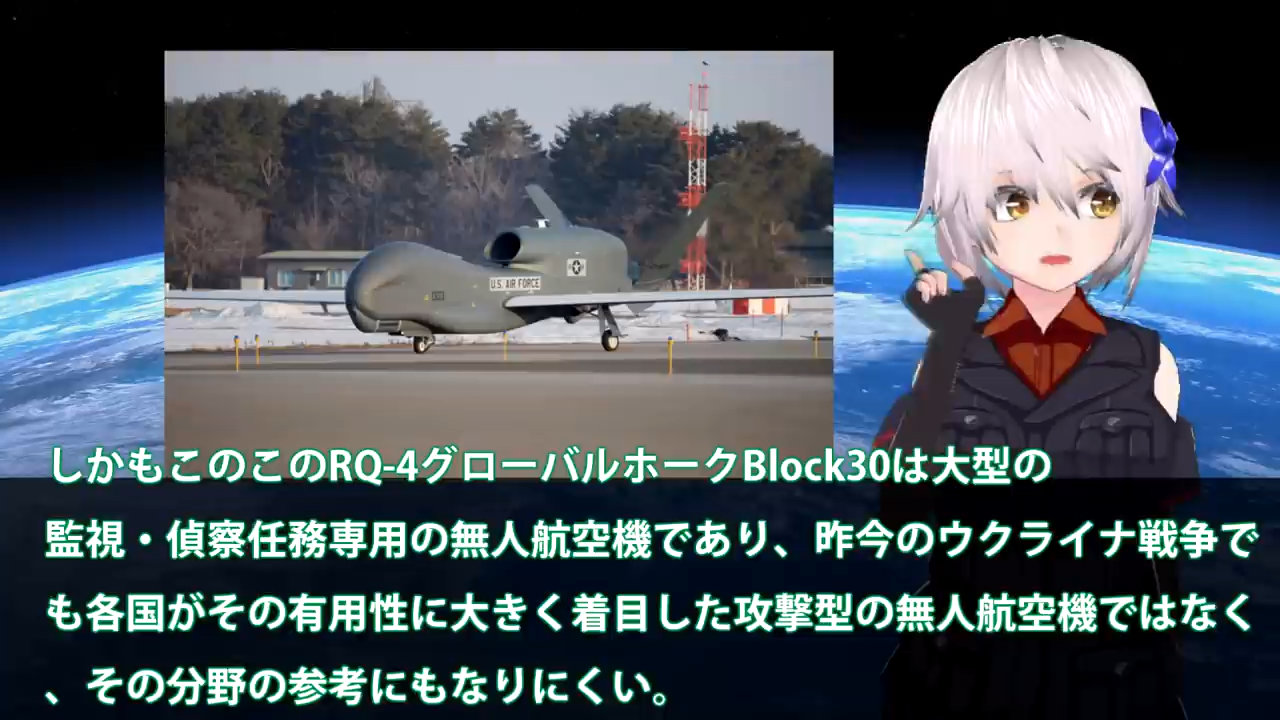 U.S. AIR FORCE
しかもこのこのRQ-4グローバルホークBlock30は大型の
監視・偵察任務専用の無人航空機であり、昨今のウクライナ戦争で
も各国がその有用性に大きく着目した攻撃型の無人航空機ではなく
、その分野の参考にもなりにくい。